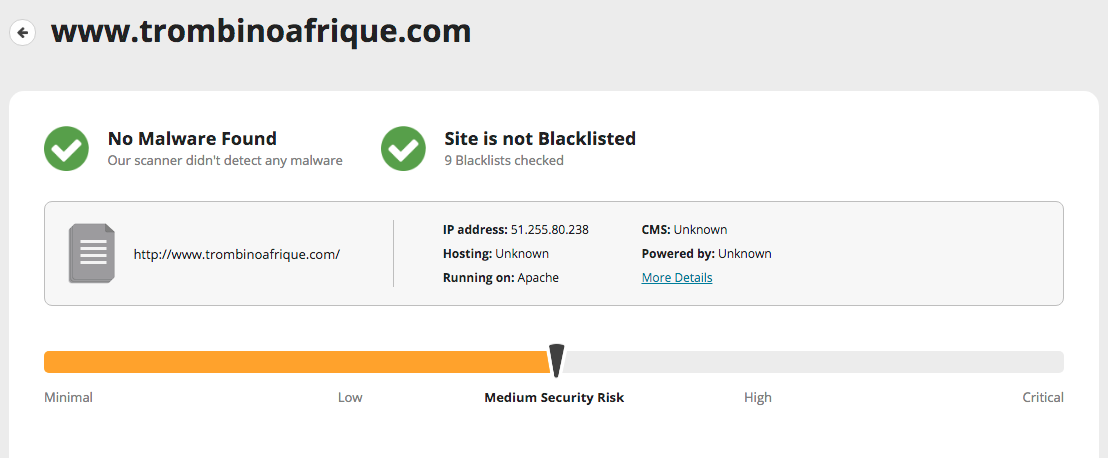 www.trombinoafrique.com
No Malware Found
Our scanner didn't detect any malware
Site is not Blacklisted
9 Blacklists checked
http://www.trombinoafrique.com/
IP address: 51.255.80.238
Hosting: Unknown
Running on: Apache
CMS: Unknown
Powered by: Unknown
More Details
Minimal
Low
Medium Security Risk
High
Critical